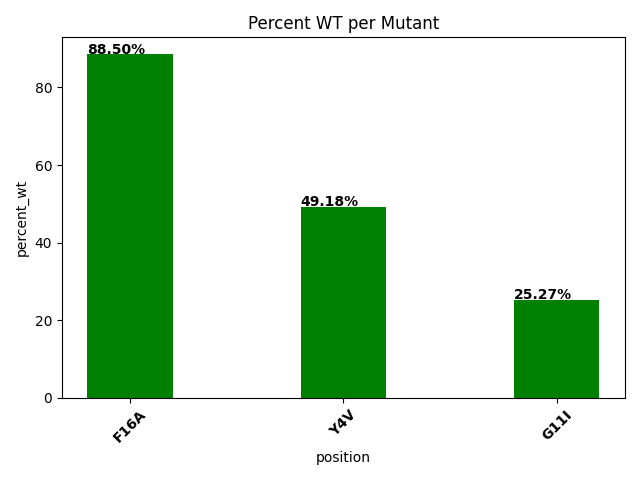 Percent WT per Mutant
88.50%
49.18%
25.27%
percent_wt
80
60
40
20
0
F16A
Y4V
G11I
position